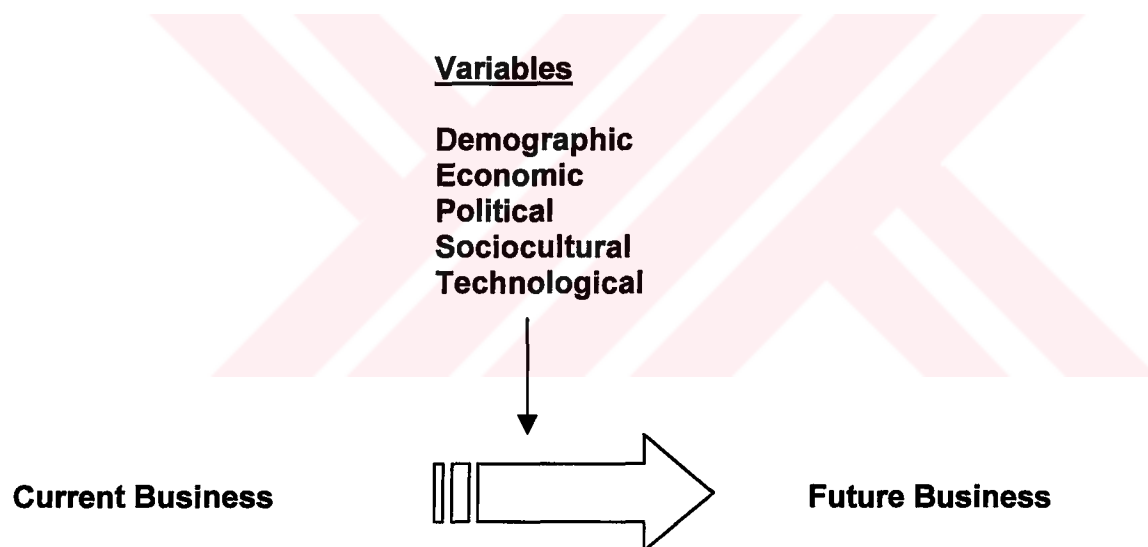 Variables
Demographic
Economic
Political
Sociocultural
Technological
Current Business
Future Business